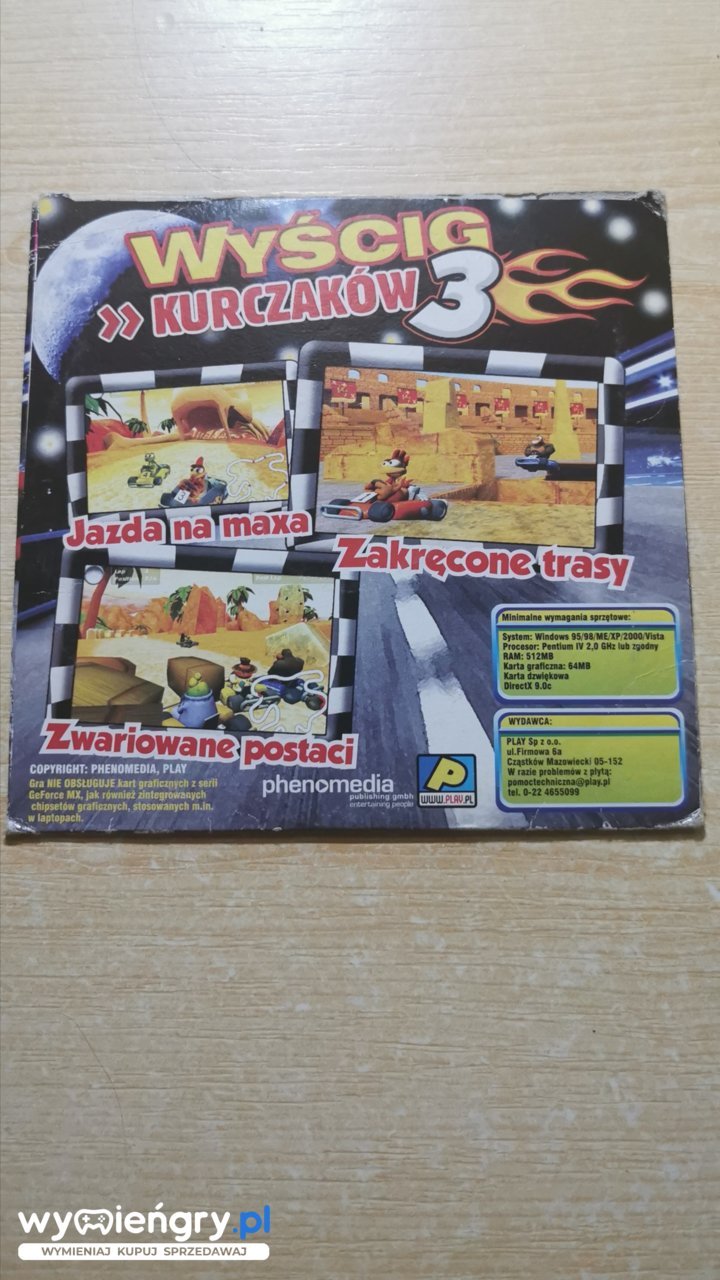 WYŚCIG
>> KURCZAKÓW 3
Jazda na maxa
Zakręcone trasy
Zwariowane postaci
Minimalne wymagania sprzętowe:
System: Windows 95/98/ME/XP/2000/Vista
Procesor: Pentium IV 2,0 GHz lub zgodny
RAM: 512MB
Karta graficzna: 64MB
Karta dzwiękowa
DirectX 9.0c
WYDAWCA:
PLAY Sp z o.o.
ul.Firmowa 6a
Cząstków Mazowiecki 05-152
W razie problemów z płytą:
pomoctechniczna@play.pl
tel. 0-22 4655099
COPYRIGHT: PHENOMEDIA, PLAY
Gra NIE OBSŁUGUJE kart graficznych z serii
GeForce MX, jak również zintegrowanych
chipsetów graficznych, stosowanych m.in.
w laptopach.
phenomedia
publishing gmbh
entertaining people
P
WWW.PLAY.PL
wymieńgry.pl
WYMIENIAJ KUPUJ SPRZEDAWAJ